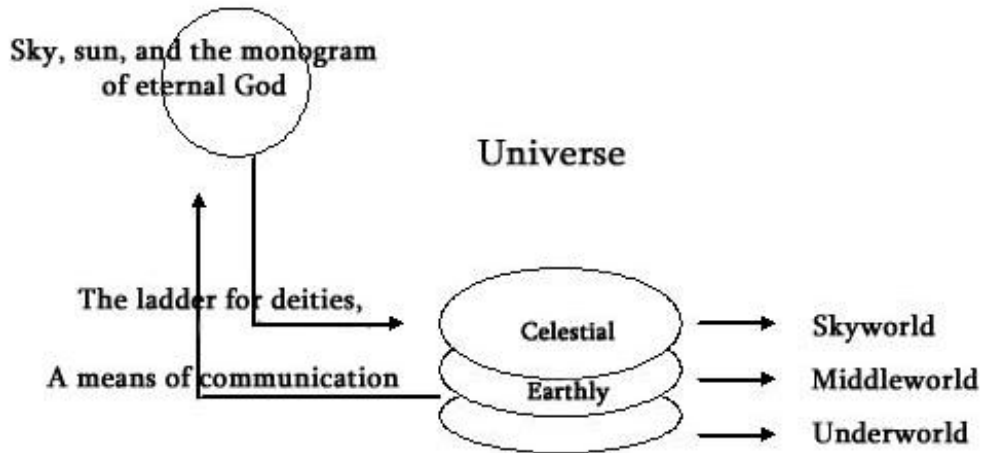 Sky, sun, and the monogram
of eternal God
Universe
The ladder for deities,
Celestial
Skyworld
A means of communication
Earthly
Middleworld
Underworld